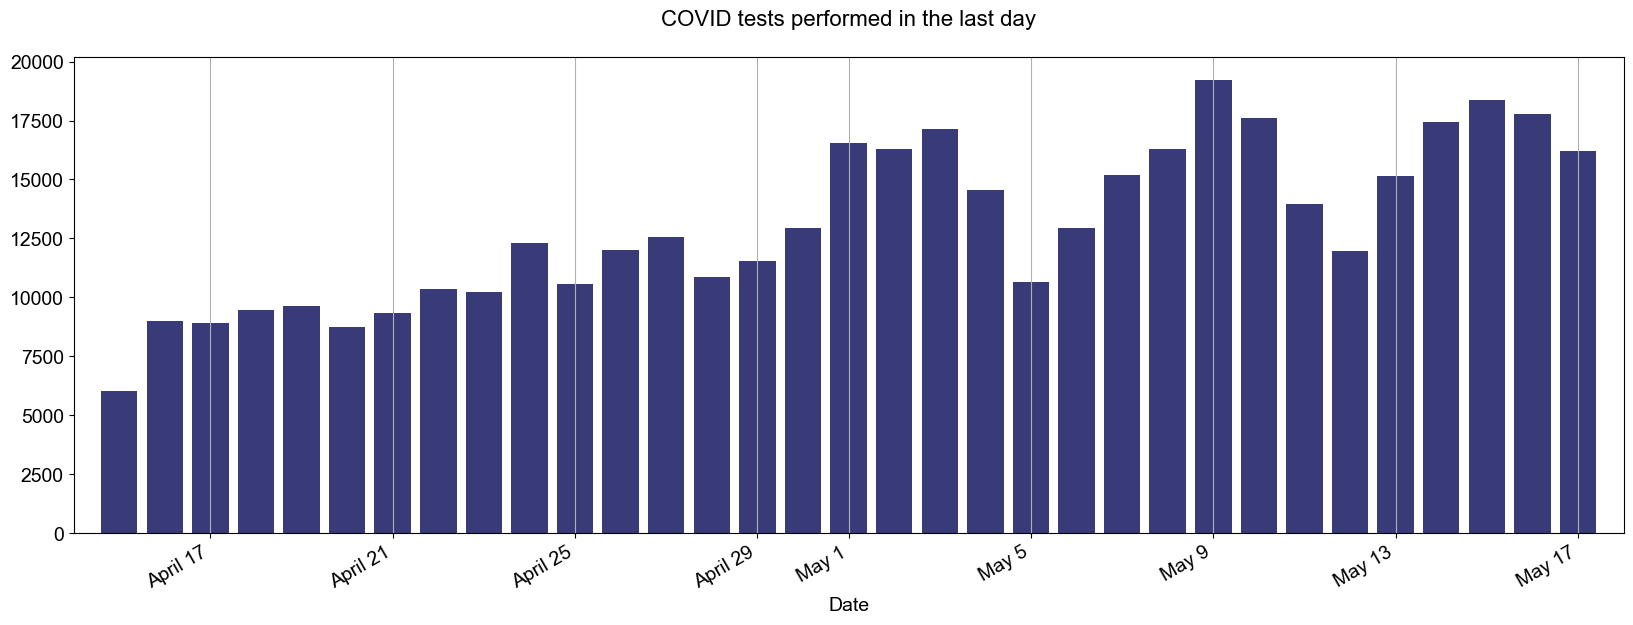 COVID tests performed in the last day
20000
17500
15000
12500
10000
7500
5000
2500
0
April 17
April 21
April 25
April 29
May 1
May 5
May 9
May 13
May 17
Date